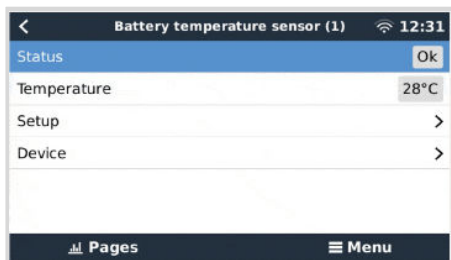 Battery temperature sensor (1) 12:31
Status Ok
Temperature 28°C
Setup
Device
Pages Menu